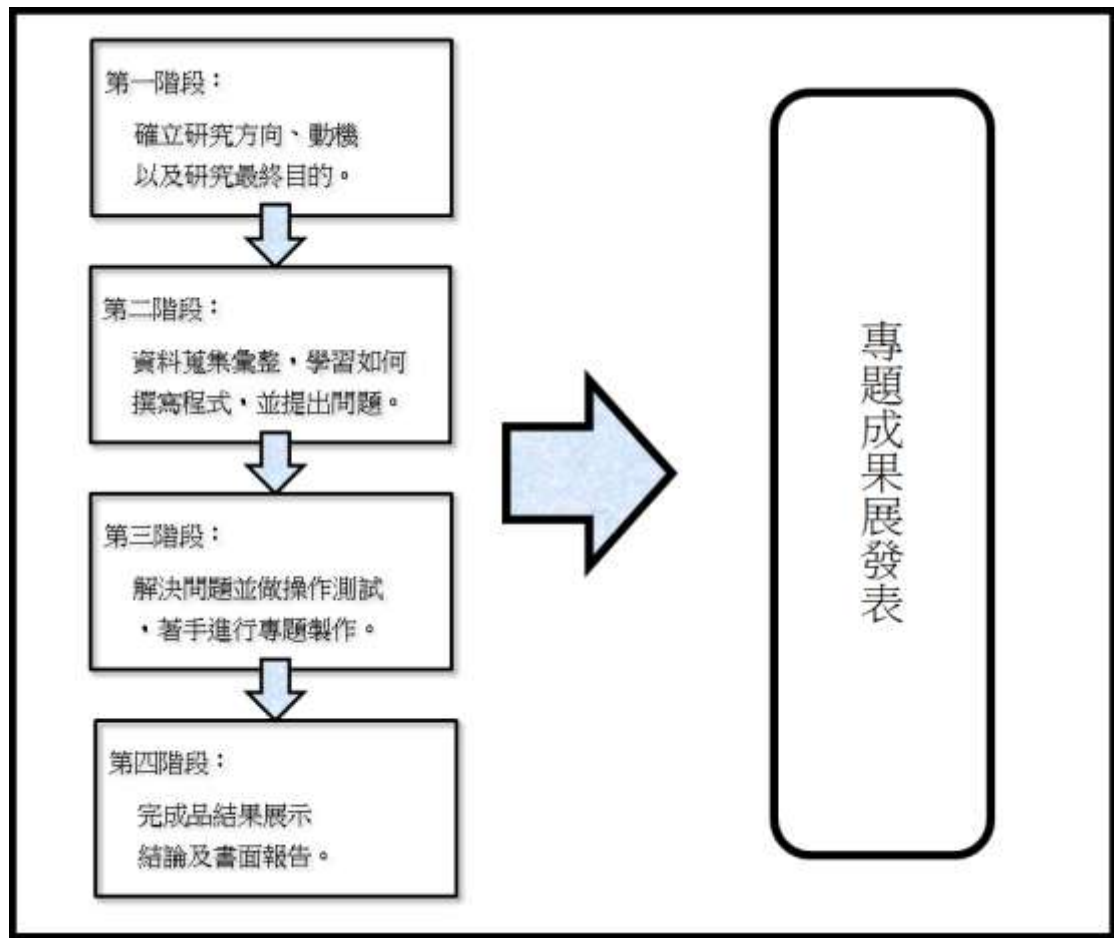 第一階段：
確立研究方向、動機
以及研究最終目的。
第二階段：
資料蒐集彙整，學習如何
撰寫程式，並提出問題。
第三階段：
解決問題並做操作測試
，著手進行專題製作。
第四階段：
完成品結果展示
結論及書面報告。
專題成果展發表